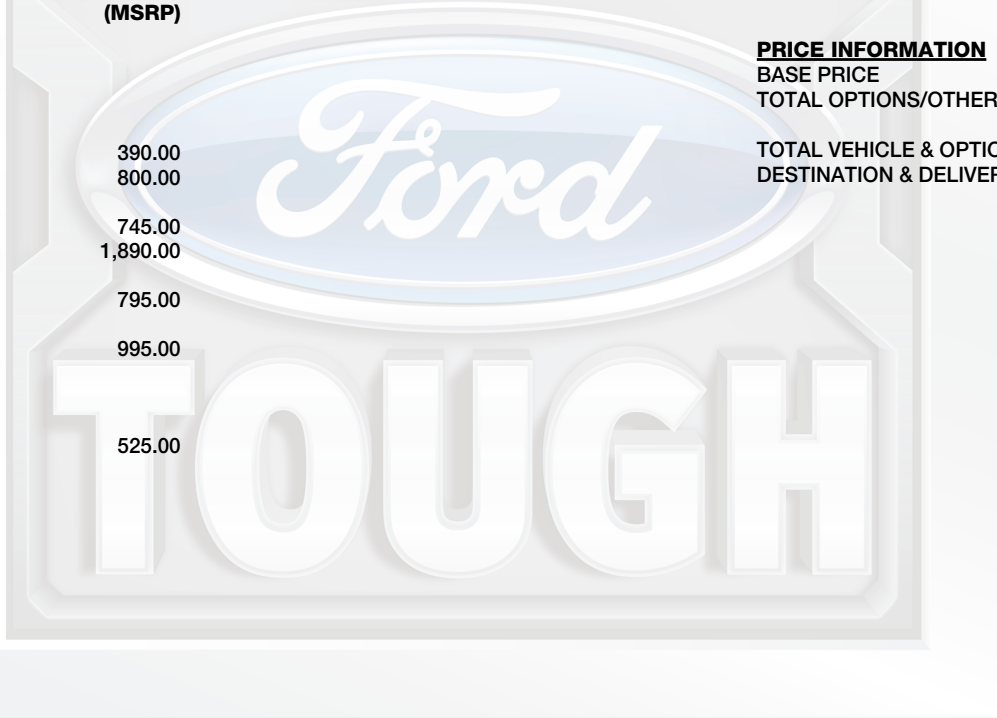 (MSRP)
390.00
800.00
745.00
1,890.00
795.00
995.00
525.00
PRICE INFORMATION
BASE PRICE
TOTAL OPTIONS/OTHER
TOTAL VEHICLE & OPTIO
DESTINATION & DELIVER
Ford
TOUGH